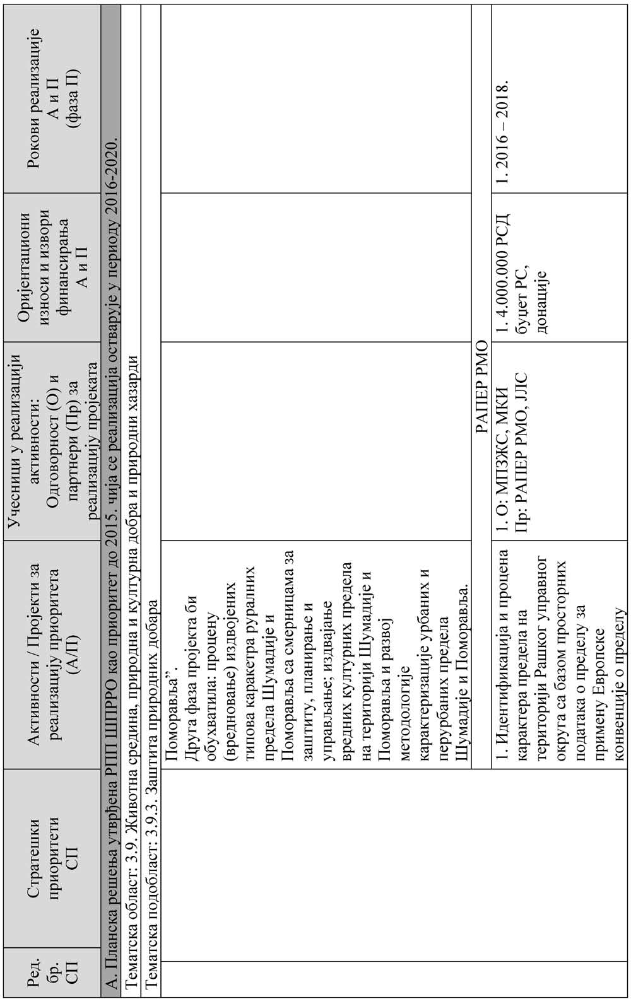 Ред.
бр.
СП
Стратешки
приоритети
СП
Активности / Пројекти за
реализацију приоритета
(А/П)
Учесници у реализацији
активности:
Одговорност (О) и
партнери (Пр) за
реализацију пројеката
Оријентациони
износи и извори
финансирања
А и П
Рокови реализације
А и П
(фаза П)
А. Планска решења утврђена РПП ШПРРО као приоритет до 2015. чија се реализација остварује у периоду 2016-2020.
Тематска област: 3.9. Животна средина, природна и културна добра и природни хазарди
Тематска подобласт: 3.9.3. Заштита природних добара
Поморавља”.
Друга фаза пројекта би
обухватила: процену
(вредновање) издвојених
типова каракетра руралних
предела Шумадије и
Поморавља са смерницама за
заштиту, планирање и
управљање; издвајање
вредних културних предела
на територији Шумадије и
Поморавља и развој
методологије
карактеризације урбаних и
перурбаних предела
Шумадије и Поморавља.
РАПЕР РМО
1. Идентификација и процена
карактера предела на
територији Рашког управног
округа са базом просторних
података о пределу за
примену Европске
конвенције о пределу
1. О: МПЗЖС, МКИ
Пр: РАПЕР РМО, ЈЛС
1. 4.000.000 РСД
буџет РС,
донације
1. 2016 – 2018.